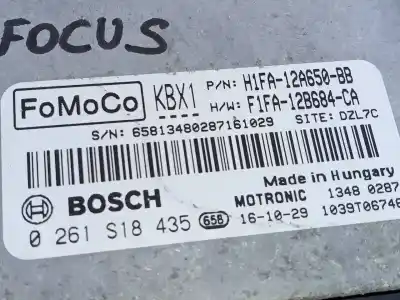 FOCUS
FoMoCo KBX1 P/N: H1FA-12A650-BB
H/W: F1FA-12B684-CA
S/N: 65813480287161029 SITE: DZL7C
Made in Hungary
BOSCH MOTRONIC 1348 0287
0 261 S18 435 658 16-10-29 1039T06746